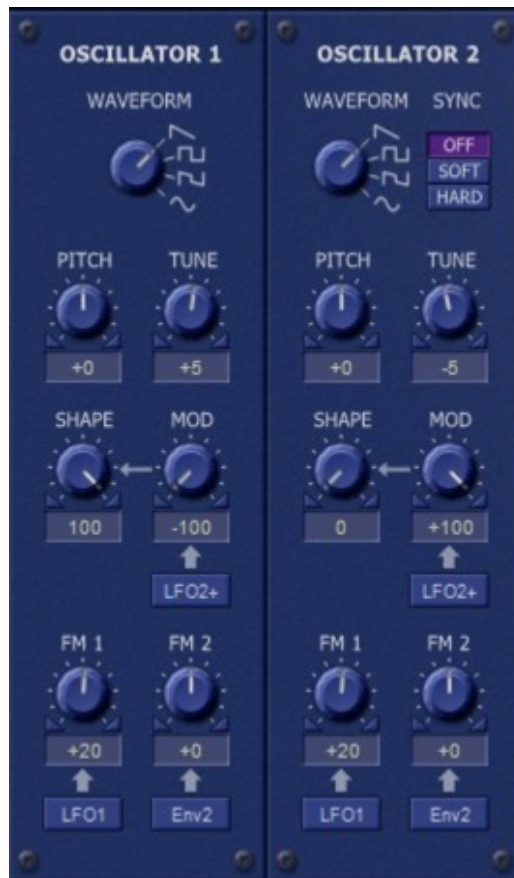 OSCILLATOR 1
WAVEFORM
PITCH TUNE
+0 +5
SHAPE MOD
100 -100
LFO2+
FM 1 FM 2
+20 +0
LFO1 Env2
OSCILLATOR 2
WAVEFORM SYNC
OFF
SOFT
HARD
PITCH TUNE
+0 -5
SHAPE MOD
0 +100
LFO2+
FM 1 FM 2
+20 +0
LFO1 Env2